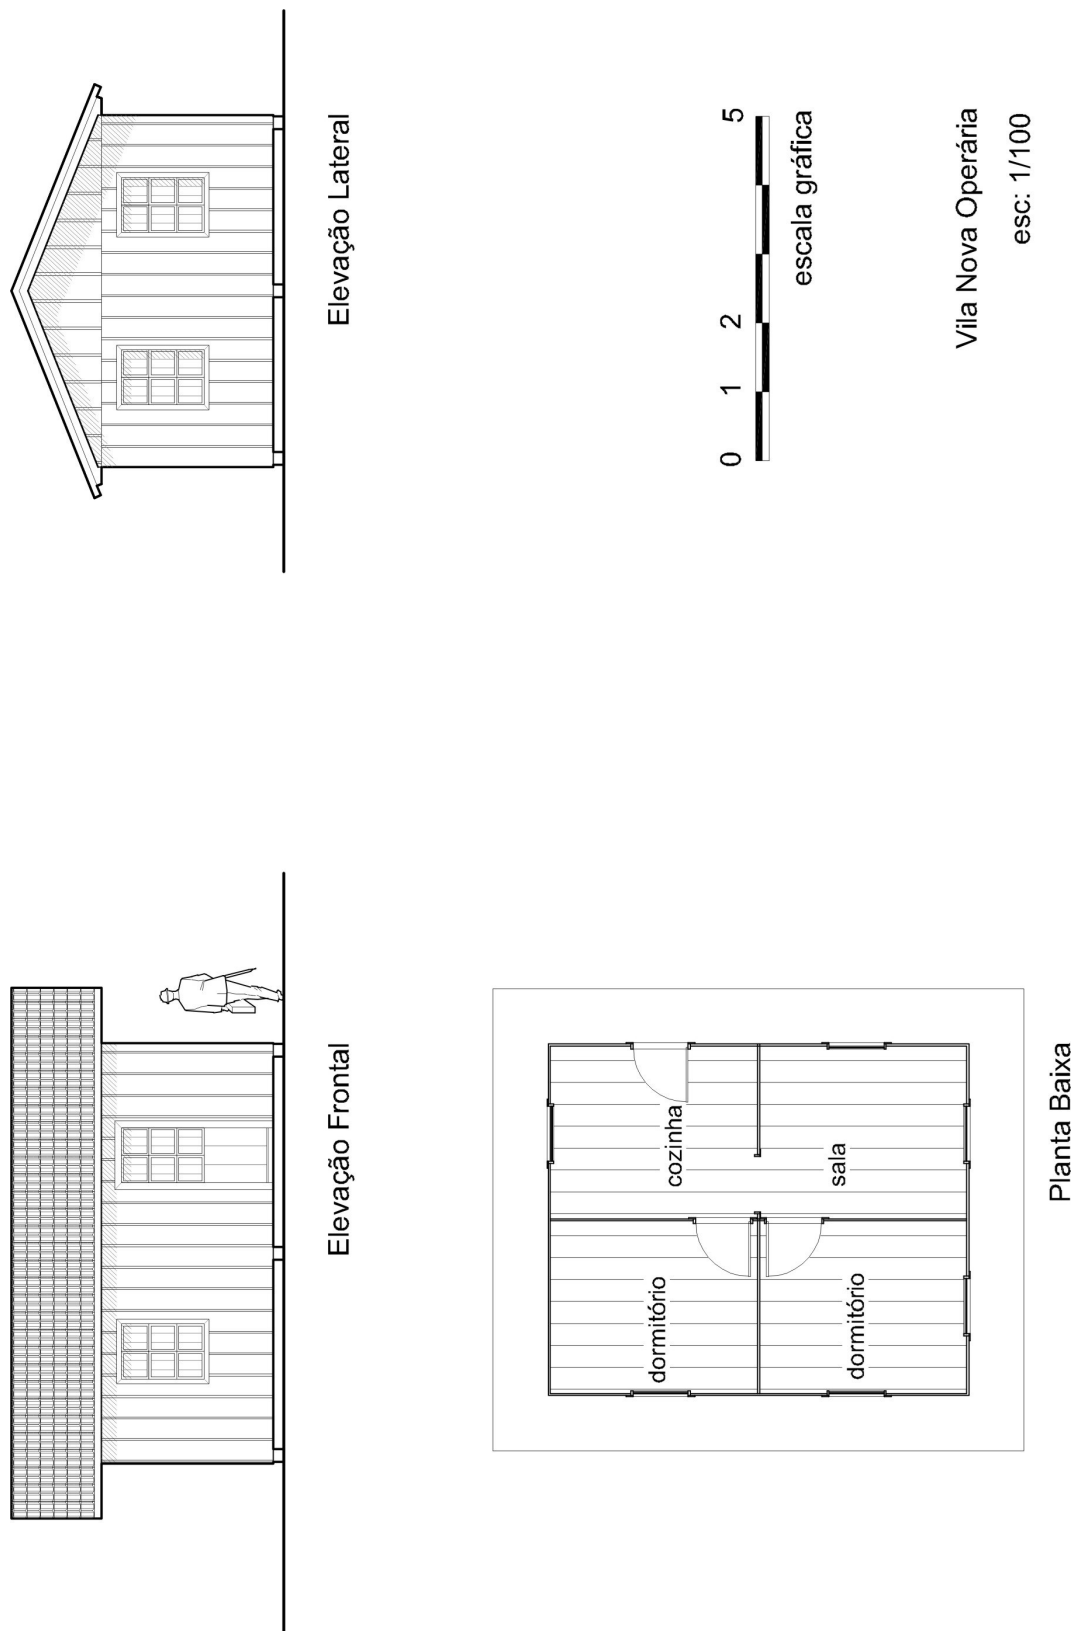 Elevação Frontal
Elevação Lateral
dormitório
cozinha
dormitório
sala
Planta Baixa
0 1 2 5
escala gráfica
Vila Nova Operária
esc: 1/100